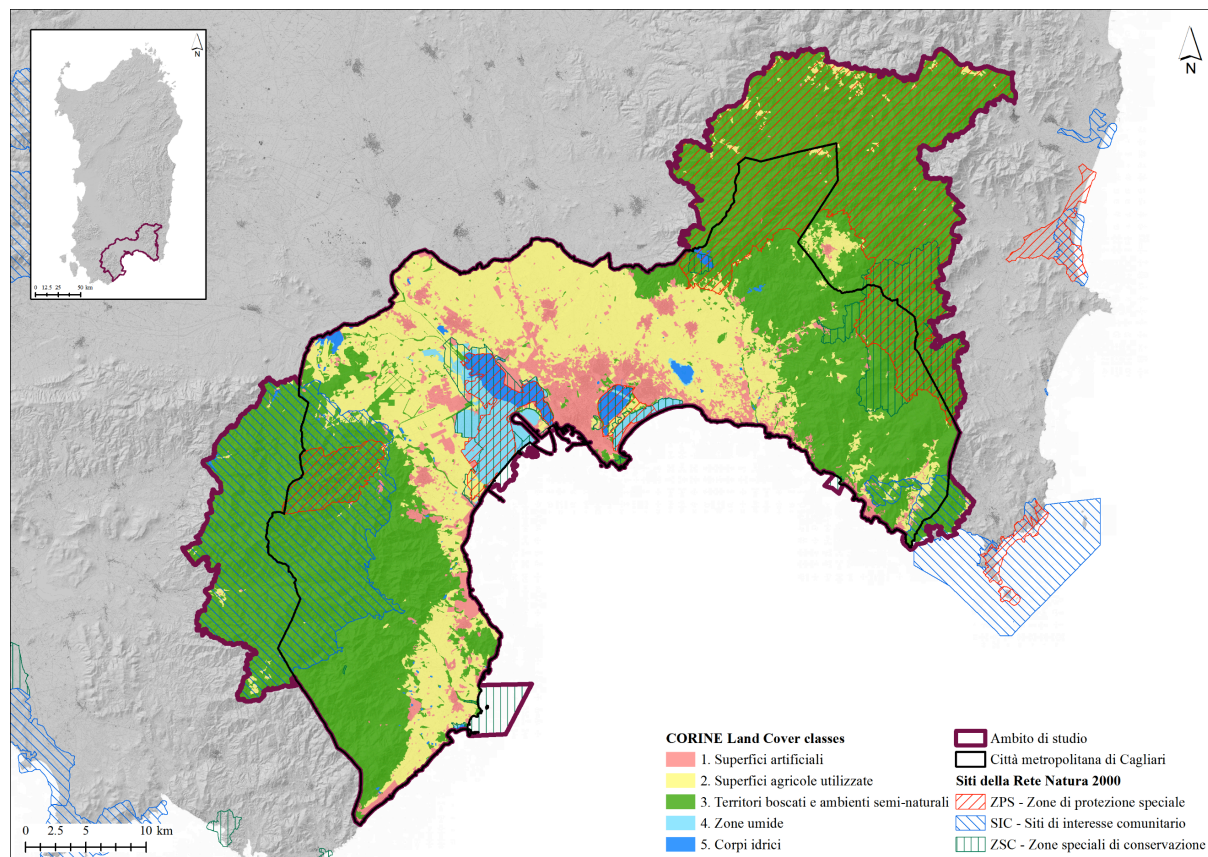 N
0 12.5 25 50 km
N
CORINE Land Cover classes
1. Superfici artificiali
2. Superfici agricole utilizzate
3. Territori boscati e ambienti semi-naturali
4. Zone umide
5. Corpi idrici
Ambito di studio
Città metropolitana di Cagliari
Siti della Rete Natura 2000
ZPS - Zone di protezione speciale
SIC - Siti di interesse comunitario
ZSC - Zone speciali di conservazione
0 2.5 5 10 km